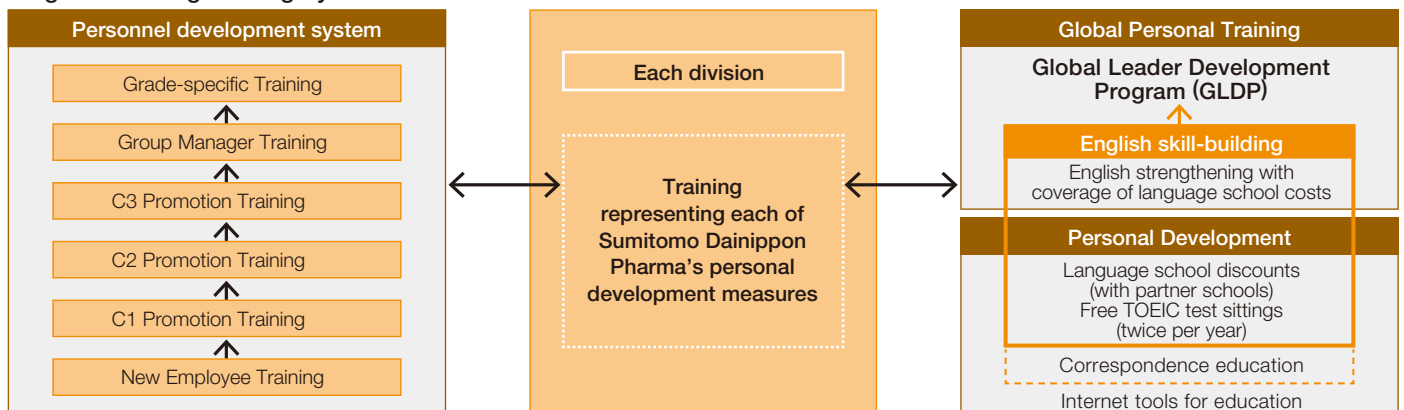 Personnel development system
Grade-specific Training
Group Manager Training
C3 Promotion Training
C2 Promotion Training
C1 Promotion Training
New Employee Training
Each division
Training
representing each of
Sumitomo Dainippon
Pharma's personal
development measures
Global Personal Training
Global Leader Development
Program (GLDP)
English skill-building
English strengthening with
coverage of language school costs
Personal Development
Language school discounts
(with partner schools)
Free TOEIC test sittings
(twice per year)
Correspondence education
Internet tools for education